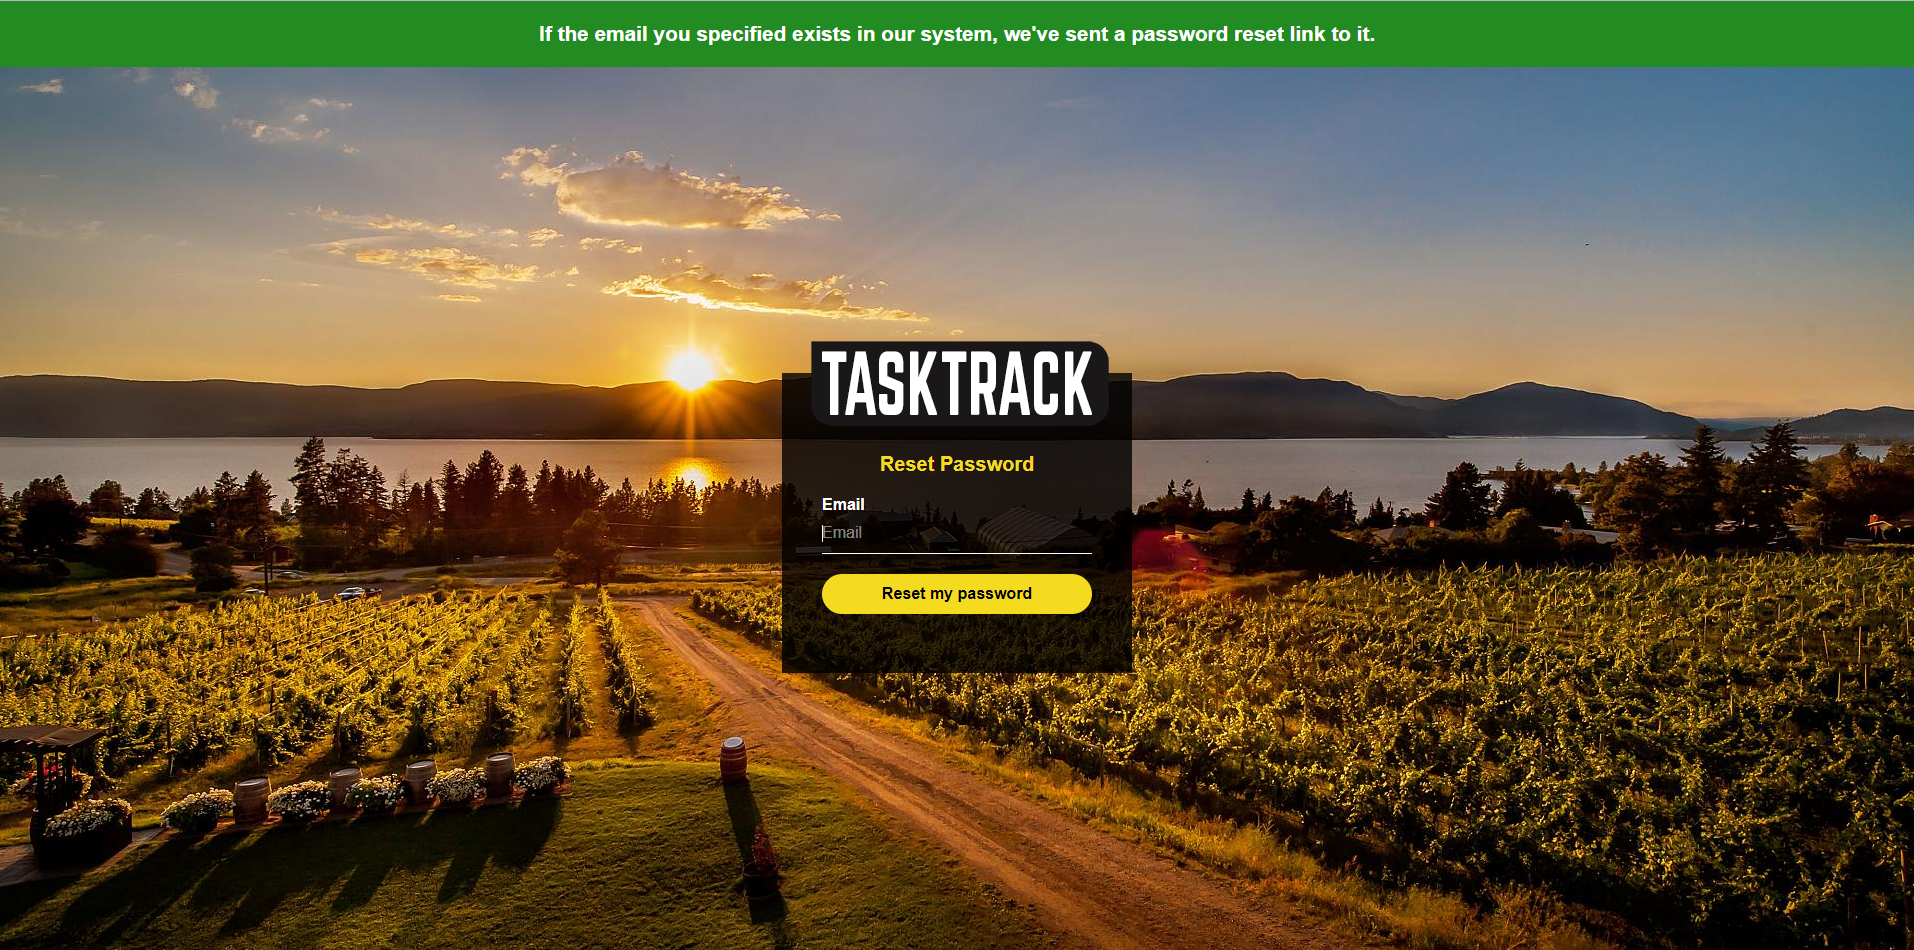 If the email you specified exists in our system, we've sent a password reset link to it.
TASKTRACK
Reset Password
Email
Email
Reset my password